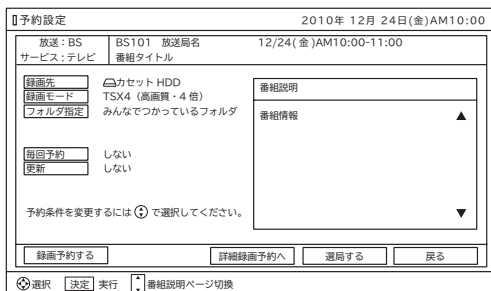 予約設定 2010年 12月 24日(金)AM10:00
放送：BS BS101 放送局名 12/24(金)AM10:00-11:00
サービス：テレビ 番組タイトル
録画先 カセット HDD
録画モード TSX4（高画質・4 倍）
フォルダ指定 みんなでつかっているフォルダ
毎回予約 しない
更新 しない
予約条件を変更するには で選択してください。
番組説明
番組情報
録画予約する 詳細録画予約へ 選局する 戻る
選択 決定 実行 番組説明ページ切換